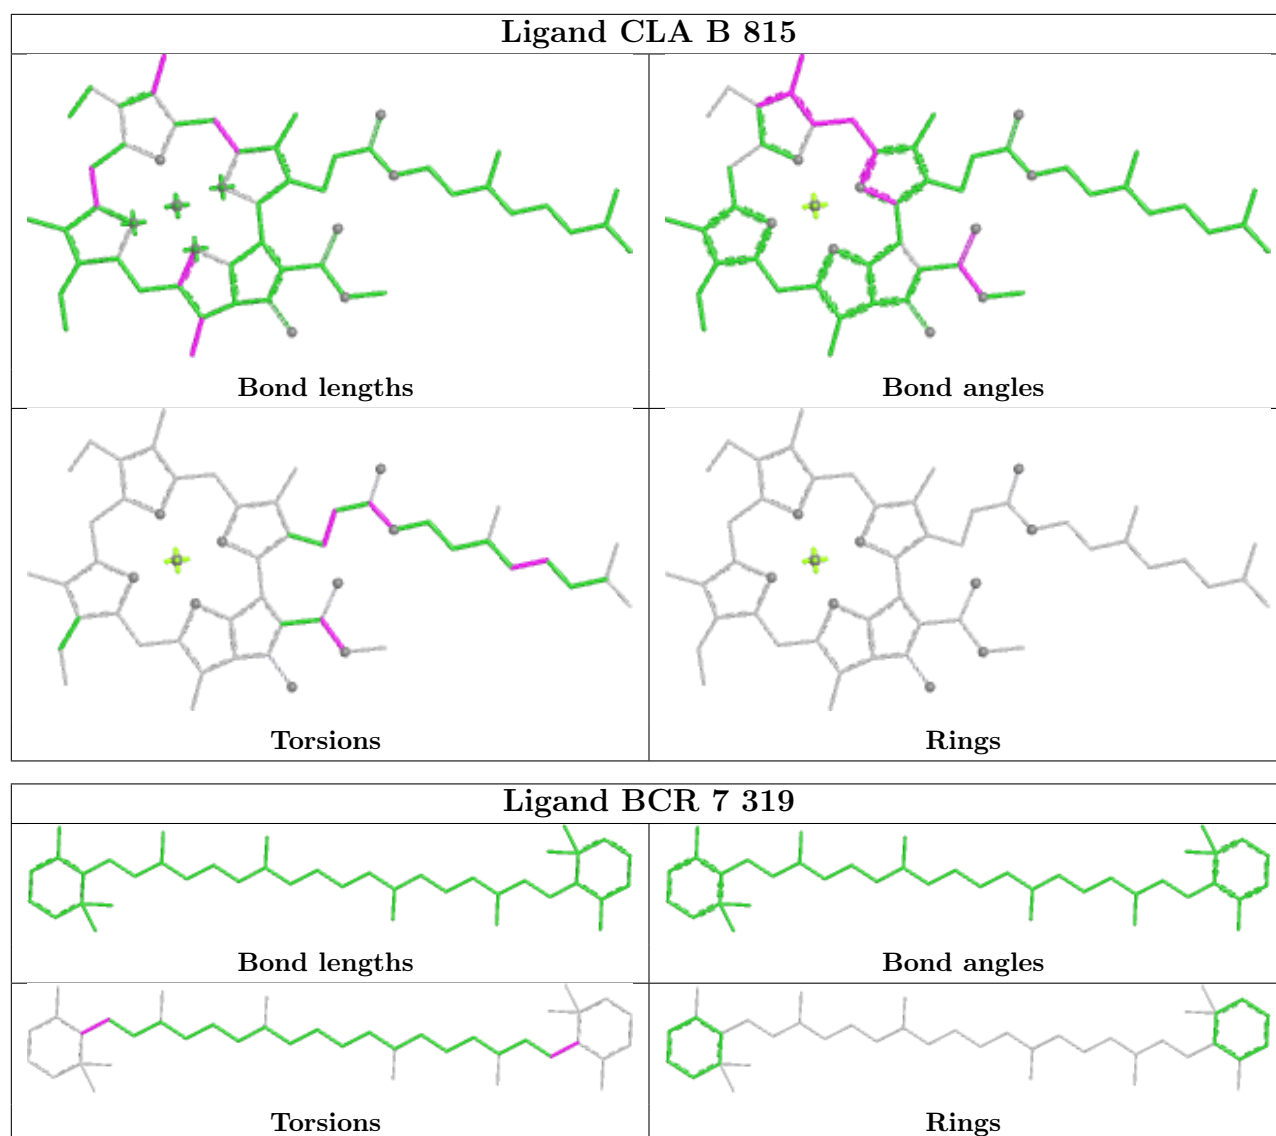 Ligand CLA B 815
Bond lengths
Bond angles
Torsions
Rings
Ligand BCR 7 319
Bond lengths
Bond angles
Torsions
Rings